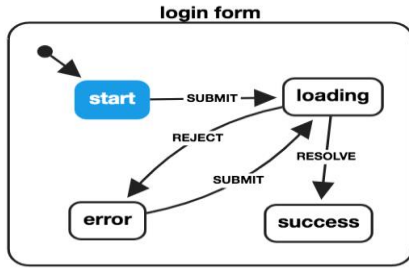 login form
start
SUBMIT
loading
REJECT
RESOLVE
SUBMIT
error
success